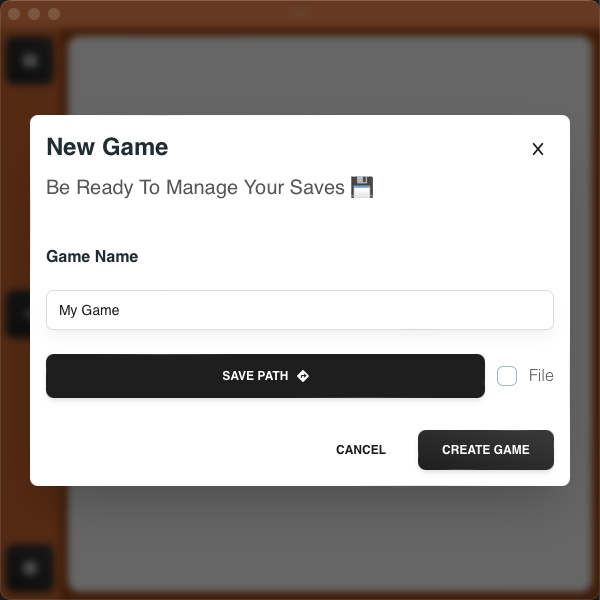 New Game
X
Be Ready To Manage Your Saves 💾
Game Name
My Game
SAVE PATH
File
CANCEL
CREATE GAME